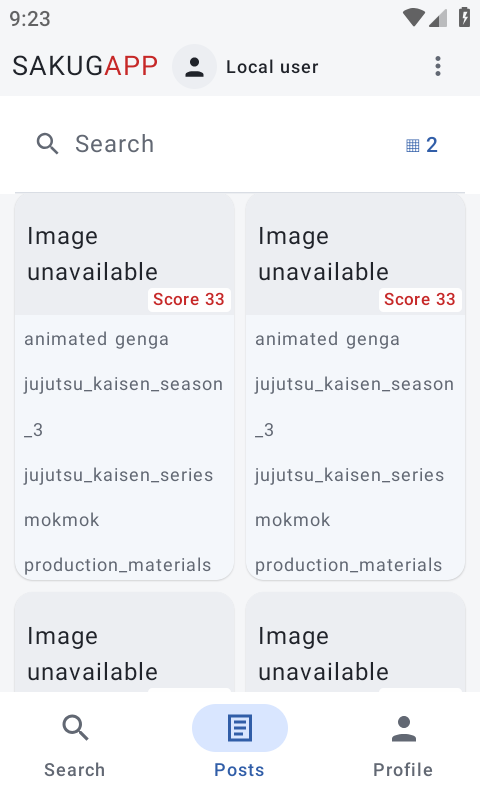 9:23
SAKUGAPP
Local user
Search
2
Image
unavailable
Score 33
animated genga
jujutsu_kaisen_season
_3
jujutsu_kaisen_series
mokmok
production_materials
Image
unavailable
Score 33
animated genga
jujutsu_kaisen_season
_3
jujutsu_kaisen_series
mokmok
production_materials
Image
unavailable
Image
unavailable
Search
Posts
Profile